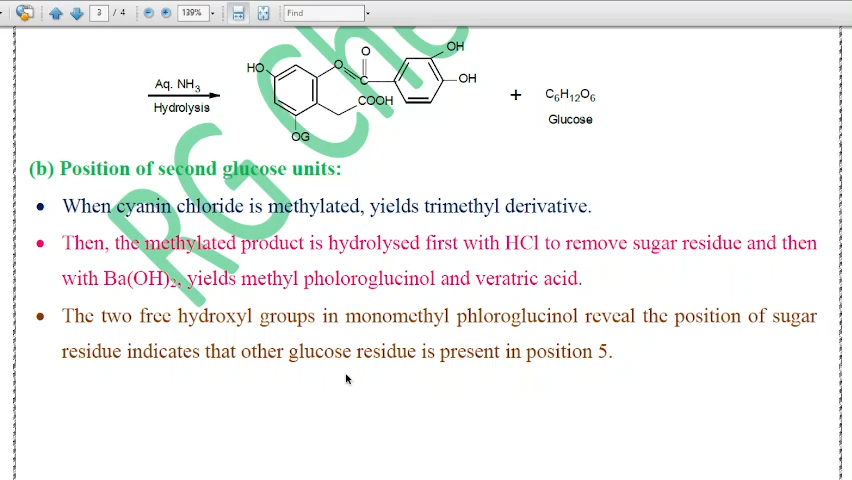 3 / 4 139% Find
O OH
HO O C OH
Aq. NH3
Hydrolysis
COOH + C6H12O6
Glucose
OG
(b) Position of second glucose units:
• When cyanin chloride is methylated, yields trimethyl derivative.
• Then, the methylated product is hydrolysed first with HCl to remove sugar residue and then
with Ba(OH)2, yields methyl pholoroglucinol and veratric acid.
• The two free hydroxyl groups in monomethyl phloroglucinol reveal the position of sugar
residue indicates that other glucose residue is present in position 5.
RG Che